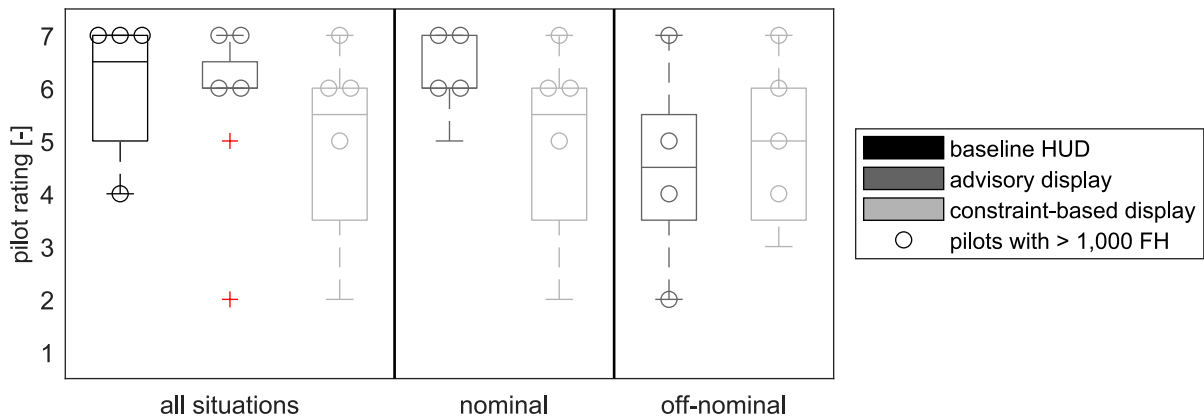 pilot rating [-]
7
6
5
4
3
2
1
all situations
nominal
off-nominal
baseline HUD
advisory display
constraint-based display
pilots with > 1,000 FH